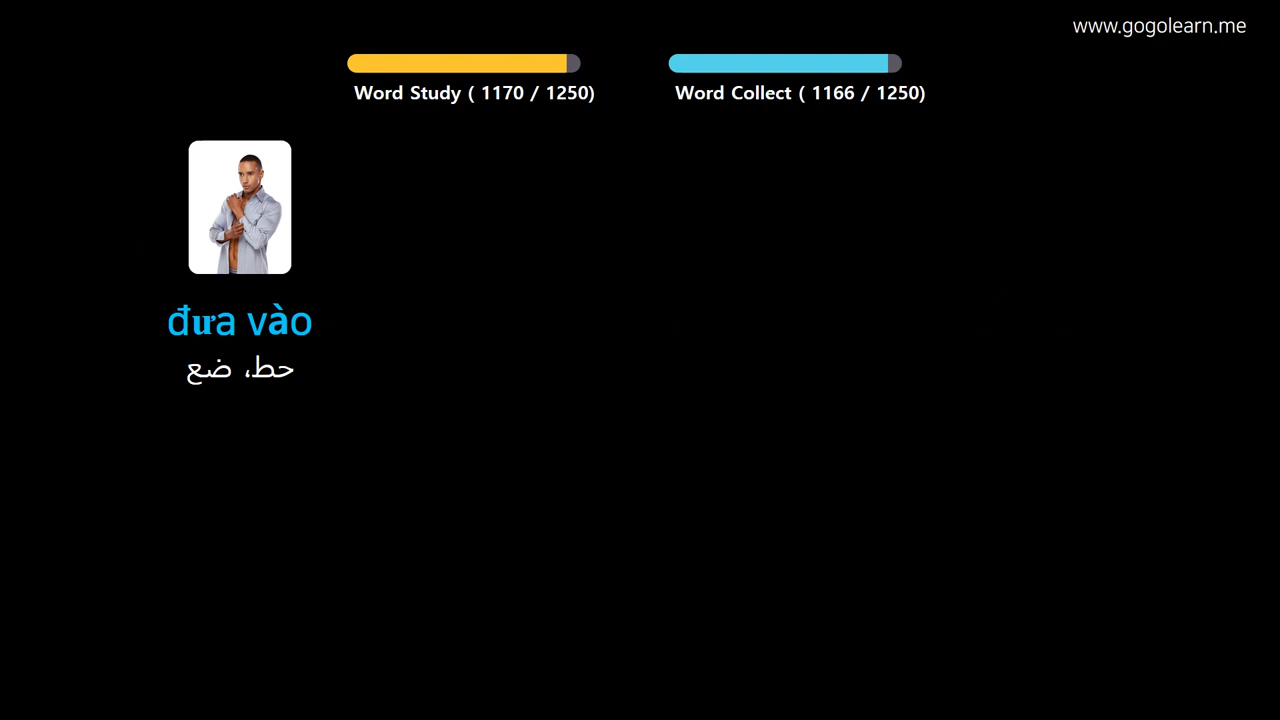 www.gogolearn.me
Word Study ( 1170 / 1250)
Word Collect ( 1166 / 1250)
đưa vào
حط، ضع